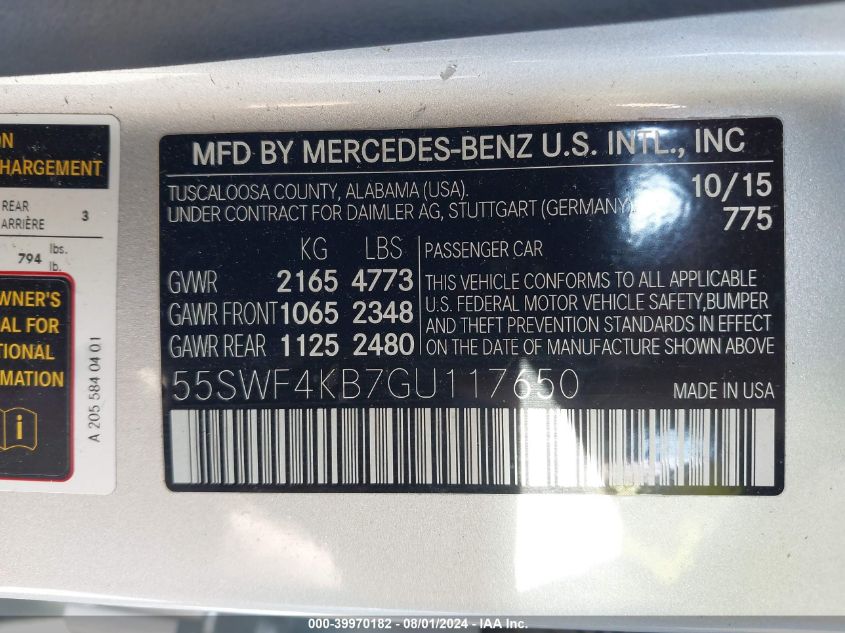 ON
HARGEMENT
REAR
ARRIÈRE 3
794 lbs.
lb.
OWNER'S
AL FOR
TIONAL
RMATION
i
A 205 584 04 01
MFD BY MERCEDES-BENZ U.S. INTL., INC
TUSCALOOSA COUNTY, ALABAMA (USA). 10/15
UNDER CONTRACT FOR DAIMLER AG, STUTTGART (GERMANY) 775
KG LBS PASSENGER CAR
GVWR 2165 4773 THIS VEHICLE CONFORMS TO ALL APPLICABLE
GAWR FRONT 1065 2348 U.S. FEDERAL MOTOR VEHICLE SAFETY,BUMPER
AND THEFT PREVENTION STANDARDS IN EFFECT
GAWR REAR 1125 2480 ON THE DATE OF MANUFACTURE SHOWN ABOVE
55SWF4KB7GU117650 MADE IN USA
000-39970182 - 08/01/2024 - IAA Inc.